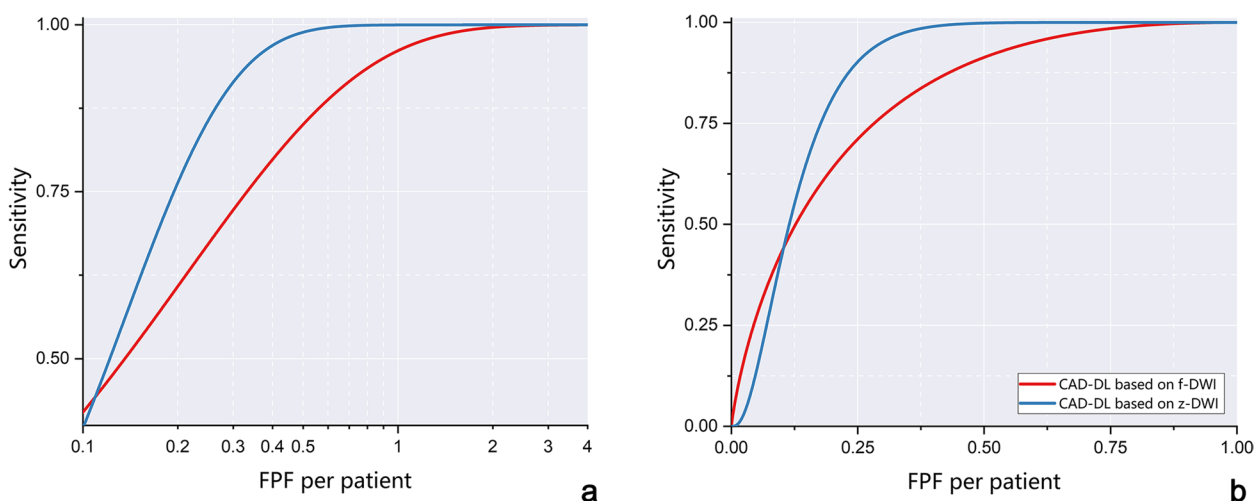 1.00
0.75
0.50
Sensitivity
0.1
0.2
0.3
0.4
0.5
1
2
3
4
FPF per patient
a
1.00
0.75
0.50
0.25
0.00
Sensitivity
CAD-DL based on f-DWI
CAD-DL based on z-DWI
0.00
0.25
0.50
0.75
1.00
FPF per patient
b